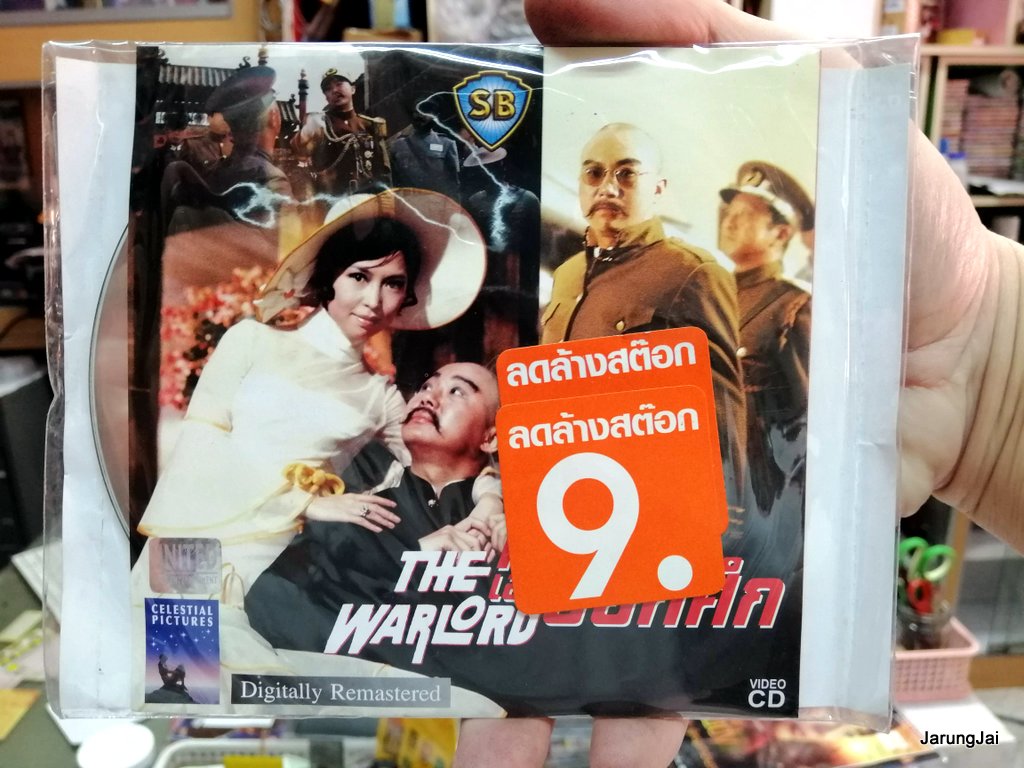 SB
ลดล้างสต๊อก
ลดล้างสต๊อก
9.
THE
WARLORD
CELESTIAL
PICTURES
Digitally Remastered
VIDEO
CD
JarungJai